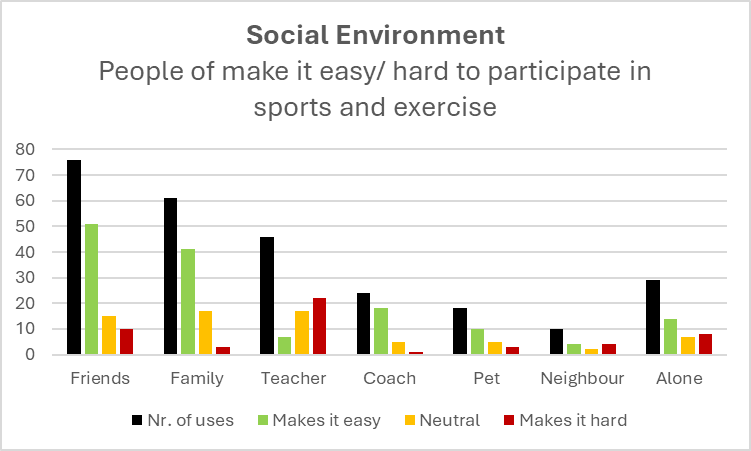 Social Environment
People of make it easy/ hard to participate in
sports and exercise
80
70
60
50
40
30
20
10
0
Friends Family Teacher Coach Pet Neighbour Alone
Nr. of uses Makes it easy Neutral Makes it hard